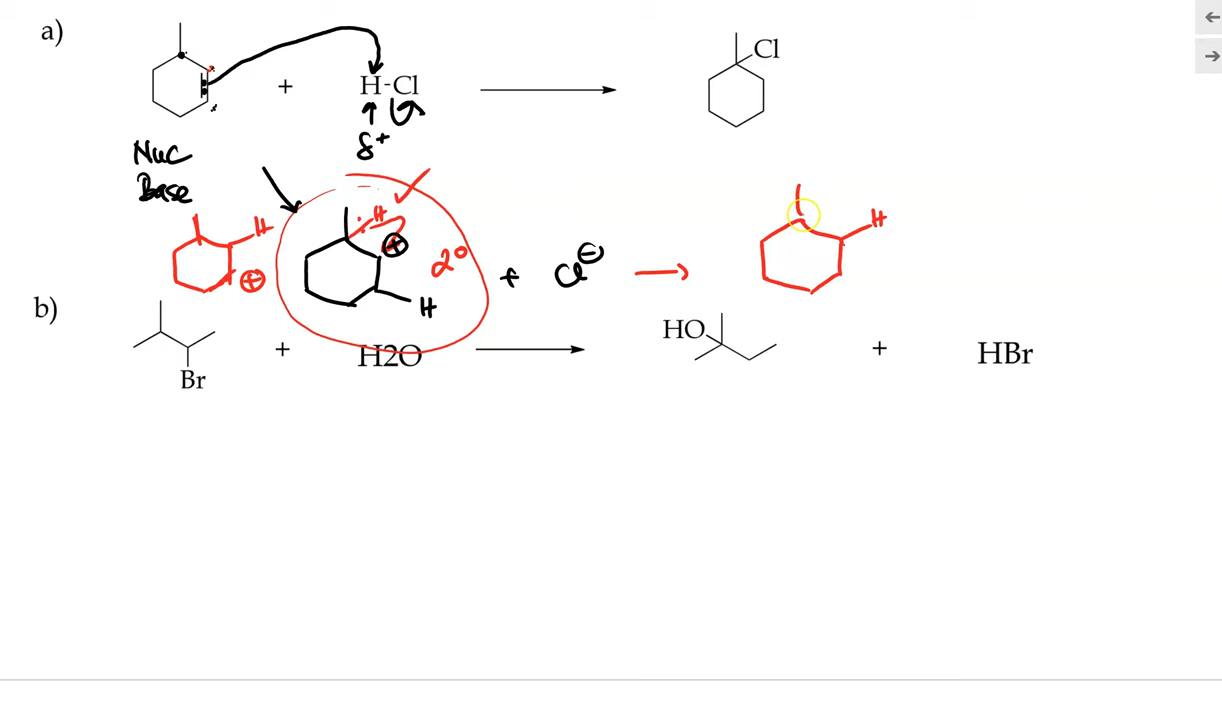 a)
+ H-Cl Cl
δ+
Nuc
Base
H ⊕ H ⊕ 2° H + Cl⊖ H
b)
Br + H2O HO + HBr